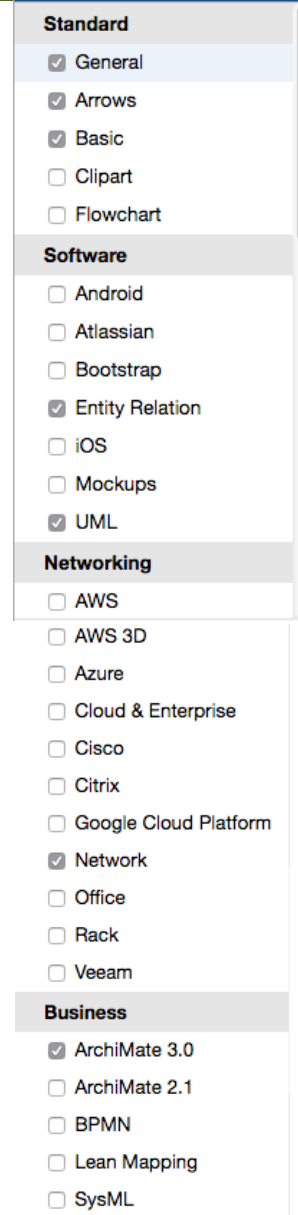 Standard
General
Arrows
Basic
Clipart
Flowchart
Software
Android
Atlassian
Bootstrap
Entity Relation
iOS
Mockups
UML
Networking
AWS
AWS 3D
Azure
Cloud & Enterprise
Cisco
Citrix
Google Cloud Platform
Network
Office
Rack
Veeam
Business
ArchiMate 3.0
ArchiMate 2.1
BPMN
Lean Mapping
SysML